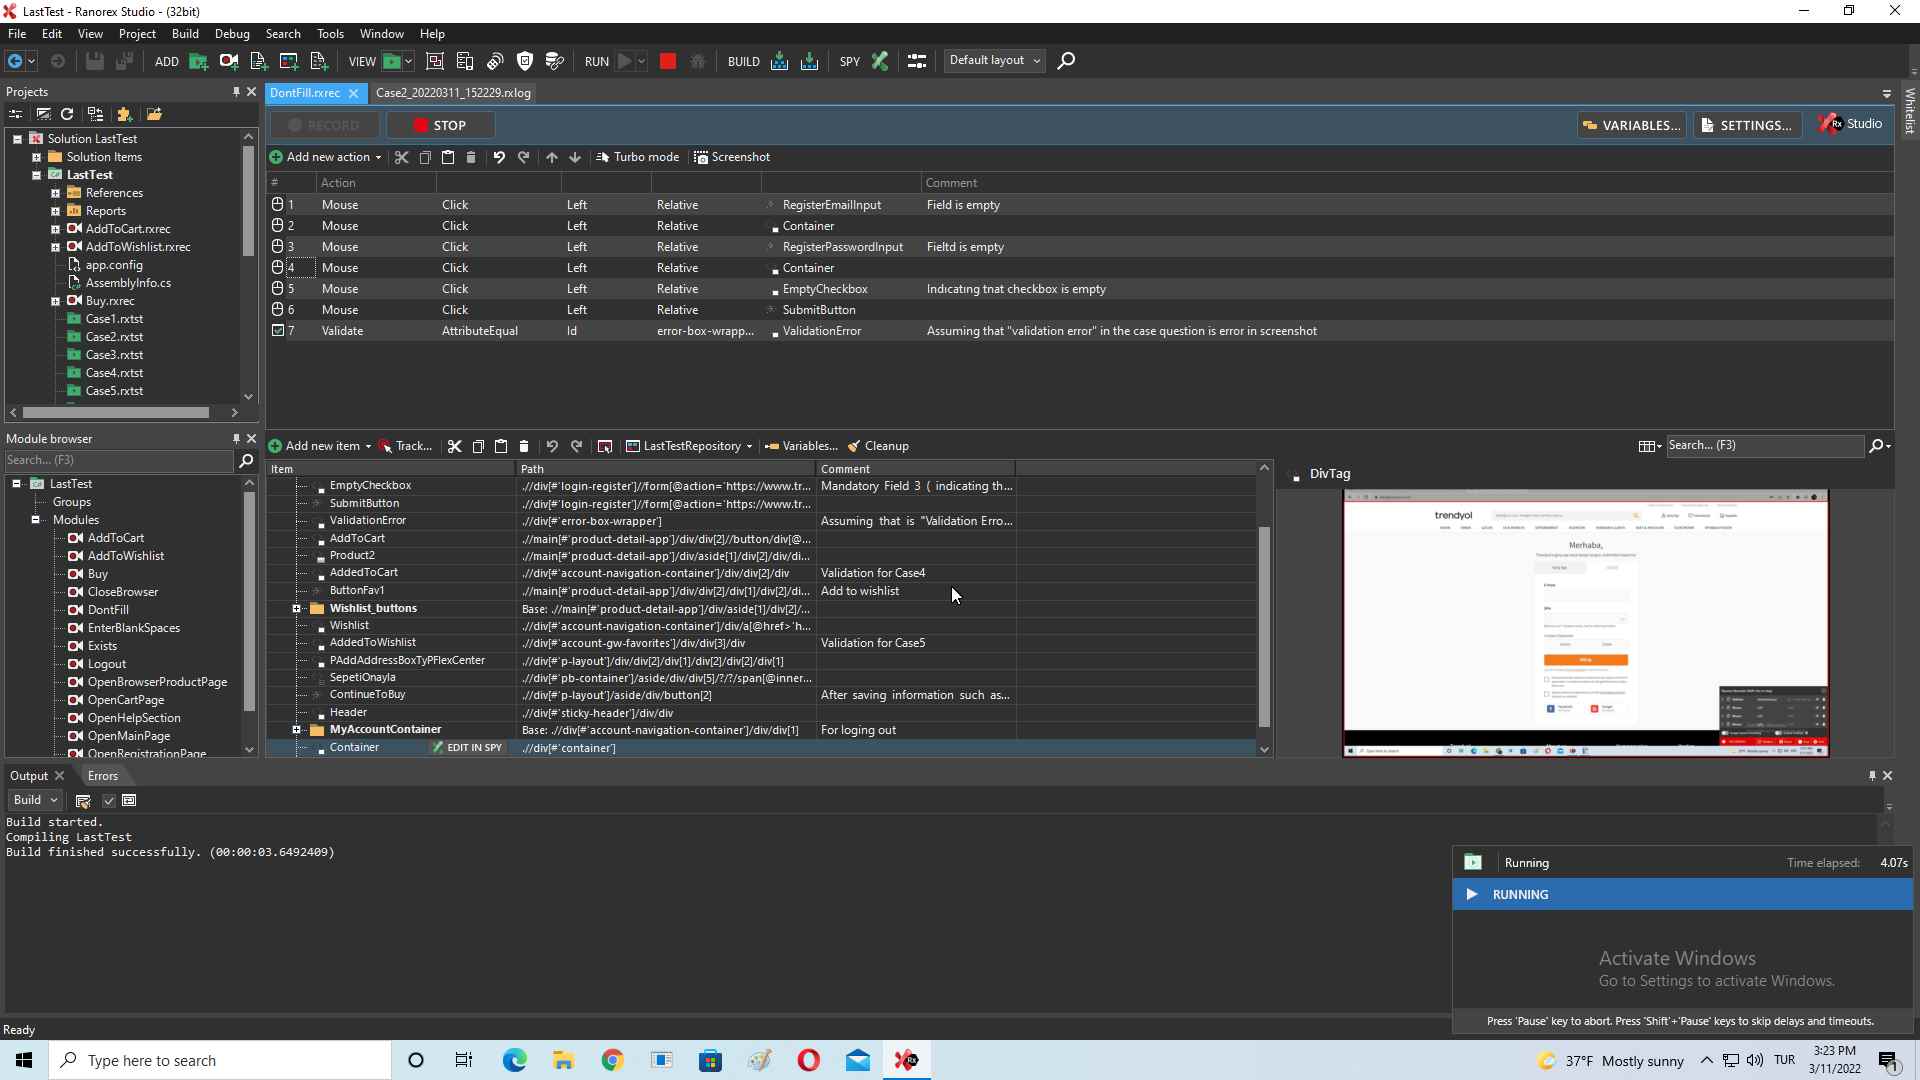 LastTest - Ranorex Studio - (32bit)
File Edit View Project Build Debug Search Tools Window Help
ADD VIEW RUN BUILD SPY Default layout
Projects
DontFill.rxrec Case2_20220311_152229.rxlog
Whitelist
RECORD STOP VARIABLES... SETTINGS... Rx Studio
Add new action Turbo mode Screenshot
# Action Comment
1 Mouse Click Left Relative RegisterEmailInput Field is empty
2 Mouse Click Left Relative Container
3 Mouse Click Left Relative RegisterPasswordInput Fieltd is empty
4 Mouse Click Left Relative Container
5 Mouse Click Left Relative EmptyCheckbox Indıcatıng tnat checkbox is empty
6 Mouse Click Left Relative SubmitButton
7 Validate AttributeEqual Id error-box-wrapp... ValidationError Assuming that "validation error" in the case question is error in screenshot
Solution LastTest
Solution Items
LastTest
References
Reports
AddToCart.rxrec
AddToWishlist.rxrec
app.config
AssemblyInfo.cs
Buy.rxrec
Case1.rxtst
Case2.rxtst
Case3.rxtst
Case4.rxtst
Case5.rxtst
Module browser
Search... (F3)
LastTest
Groups
Modules
AddToCart
AddToWishlist
Buy
CloseBrowser
DontFill
EnterBlankSpaces
Exists
Logout
OpenBrowserProductPage
OpenCartPage
OpenHelpSection
OpenMainPage
OpenRegistrationPage
Add new item Track... LastTestRepository Variables... Cleanup Search... (F3)
Item Path Comment
EmptyCheckbox .//div[#'login-register']//form[@action='https://www.tr... Mandatory Field 3 ( indicating th...
SubmitButton .//div[#'login-register']//form[@action='https://www.tr...
ValidationError .//div[#'error-box-wrapper'] Assuming that is "Validation Erro...
AddToCart .//main[#'product-detail-app']/div/div[2]//button/div[@...
Product2 .//main[#'product-detail-app']/div/aside[1]/div[2]/div/di...
AddedToCart .//div[#'account-navigation-container']/div/div[2]/div Validation for Case4
ButtonFav1 .//main[#'product-detail-app']/div/div[2]/div[1]/div[2]/di... Add to wishlist
Wishlist_buttons Base: .//main[#'product-detail-app']/div/aside[1]/div[2]/...
Wishlist .//div[#'account-navigation-container']/div/a[@href>'h...
AddedToWishlist .//div[#'account-gw-favorites']/div/div[3]/div Validation for Case5
PAddAddressBoxTyPFlexCenter .//div[#'p-layout']/div/div[2]/div[1]/div[2]/div[2]/div[1]
SepetiOnayla .//div[#'pb-container']/aside/div/div[5]/?/?/span[@inner...
ContinueToBuy .//div[#'p-layout']/aside/div/button[2] After saving information such as...
Header .//div[#'sticky-header']/div/div
MyAccountContainer Base: .//div[#'account-navigation-container']/div/div[1] For loging out
Container EDIT IN SPY .//div[#'container']
DivTag
trendyol
Merhaba,
Output Errors
Build
Build started.
Compiling LastTest
Build finished successfully. (00:00:03.6492409)
Running Time elapsed: 4.07s
RUNNING
Activate Windows
Go to Settings to activate Windows.
Press 'Pause' key to abort. Press 'Shift'+'Pause' keys to skip delays and timeouts.
Ready
Type here to search
37°F Mostly sunny TUR 3:23 PM
3/11/2022
1